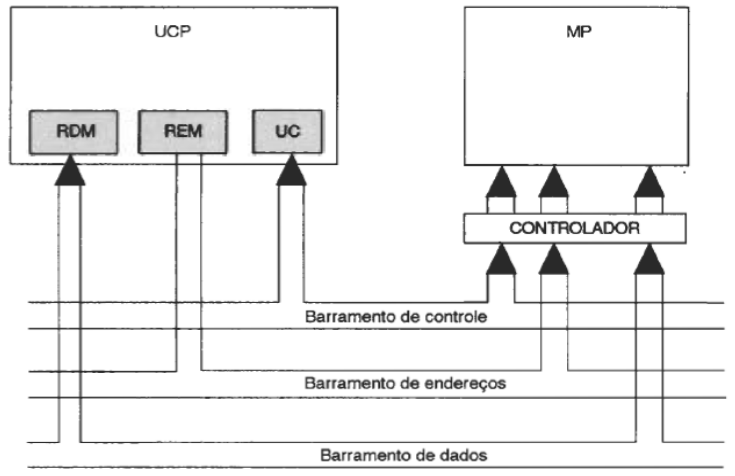 UCP
MP
RDM
REM
UC
CONTROLADOR
Barramento de controle
Barramento de endereços
Barramento de dados